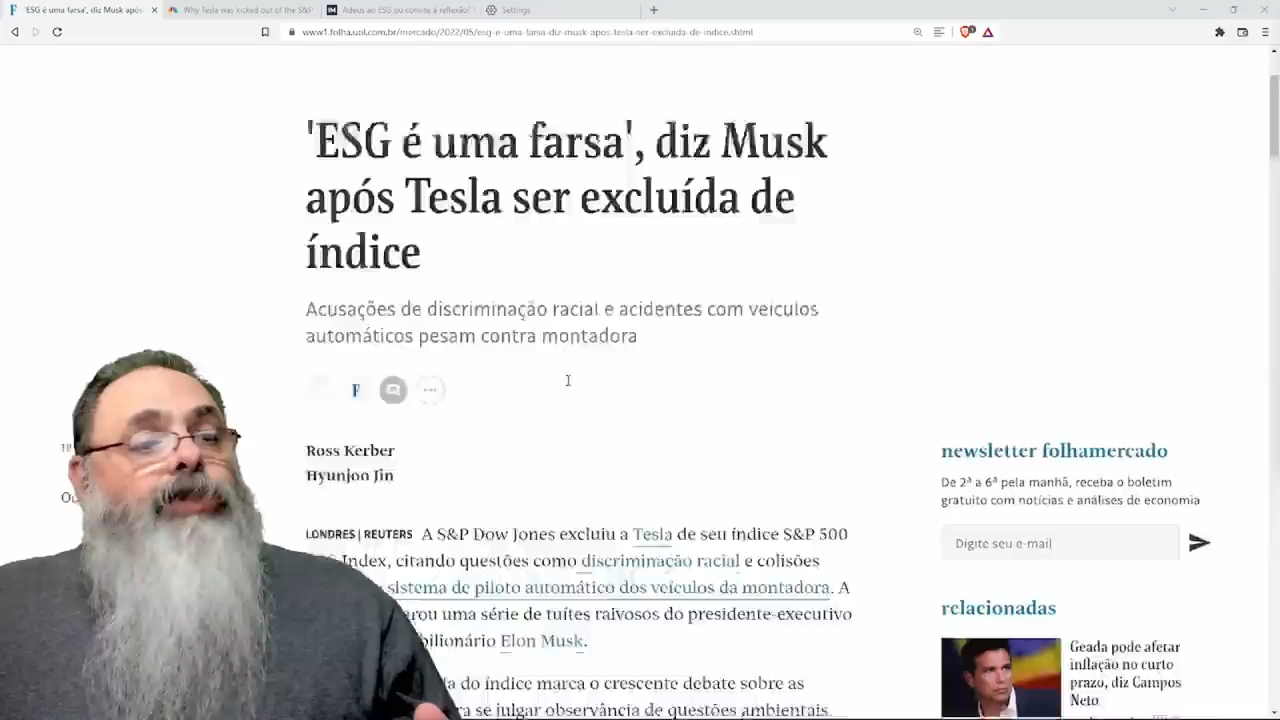 'ESG é uma farsa', diz Musk após
Why Tesla was kicked out of the S&P
Adeus ao ESG ou convite à reflexão?
Settings
www1.folha.uol.com.br/mercado/2022/05/esg-e-uma-farsa-diz-musk-apos-tesla-ser-excluida-de-indice.shtml
'ESG é uma farsa', diz Musk
após Tesla ser excluída de
índice
Acusações de discriminação racial e acidentes com veículos
automáticos pesam contra montadora
F
Ross Kerber
Hyunjoo Jin
LONDRES | REUTERS A S&P Dow Jones excluiu a Tesla de seu índice S&P 500
Index, citando questões como discriminação racial e colisões
sistema de piloto automático dos veículos da montadora. A
uma série de tuítes raivosos do presidente-executivo
bilionário Elon Musk.
do índice marca o crescente debate sobre as
se julgar observância de questões ambientais,
newsletter folhamercado
De 2ª a 6ª pela manhã, receba o boletim
gratuito com notícias e análises de economia
Digite seu e-mail
relacionadas
Geada pode afetar
inflação no curto
prazo, diz Campos
Neto